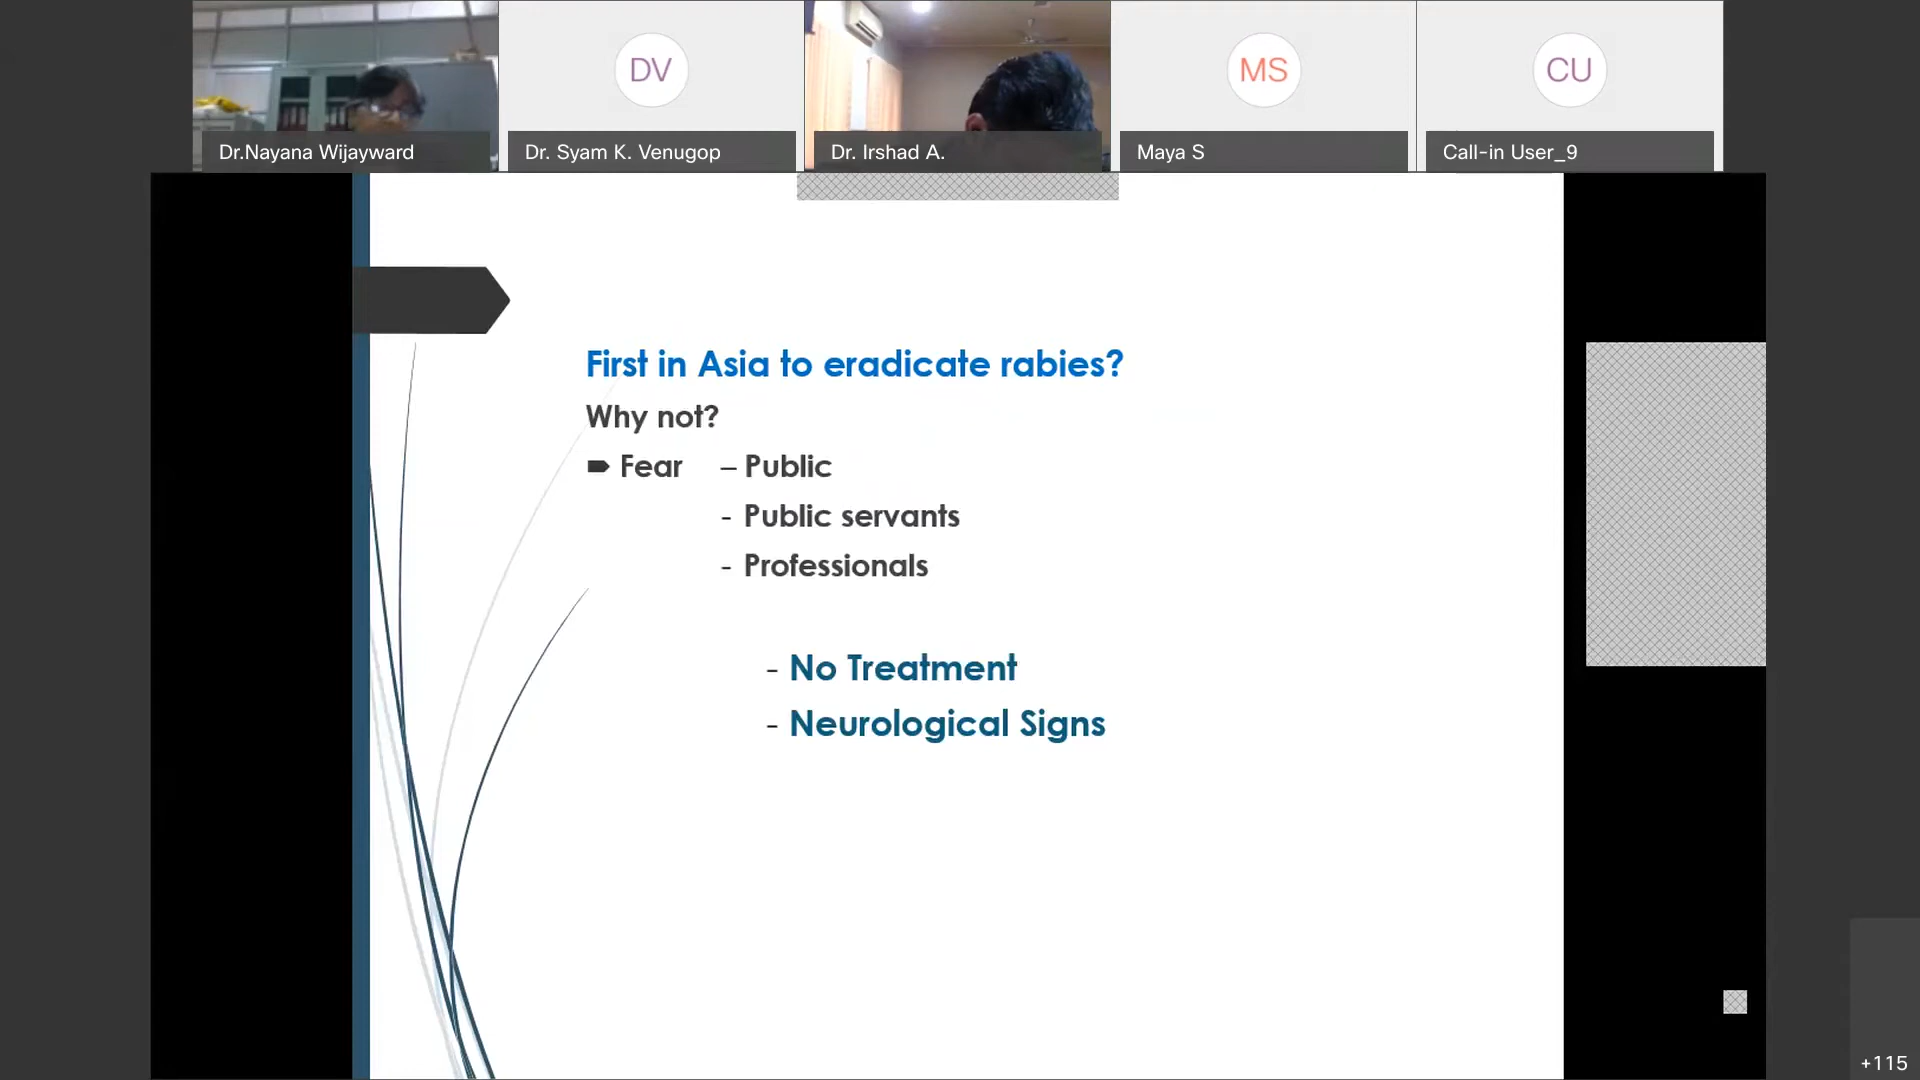 DV
MS
CU
Dr.Nayana Wijayward
Dr. Syam K. Venugop
Dr. Irshad A.
Maya S
Call-in User_9
First in Asia to eradicate rabies?
Why not?
Fear – Public
- Public servants
- Professionals
- No Treatment
- Neurological Signs
+115